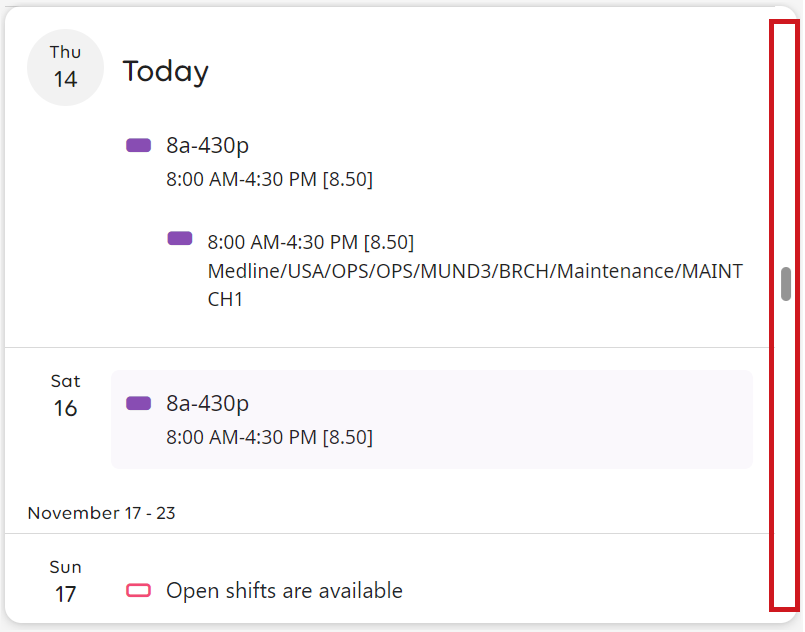 Thu
14
Today
8a-430p
8:00 AM-4:30 PM [8.50]
8:00 AM-4:30 PM [8.50]
Medline/USA/OPS/OPS/MUND3/BRCH/Maintenance/MAINT
CH1
Sat
16
8a-430p
8:00 AM-4:30 PM [8.50]
November 17 - 23
Sun
17
Open shifts are available